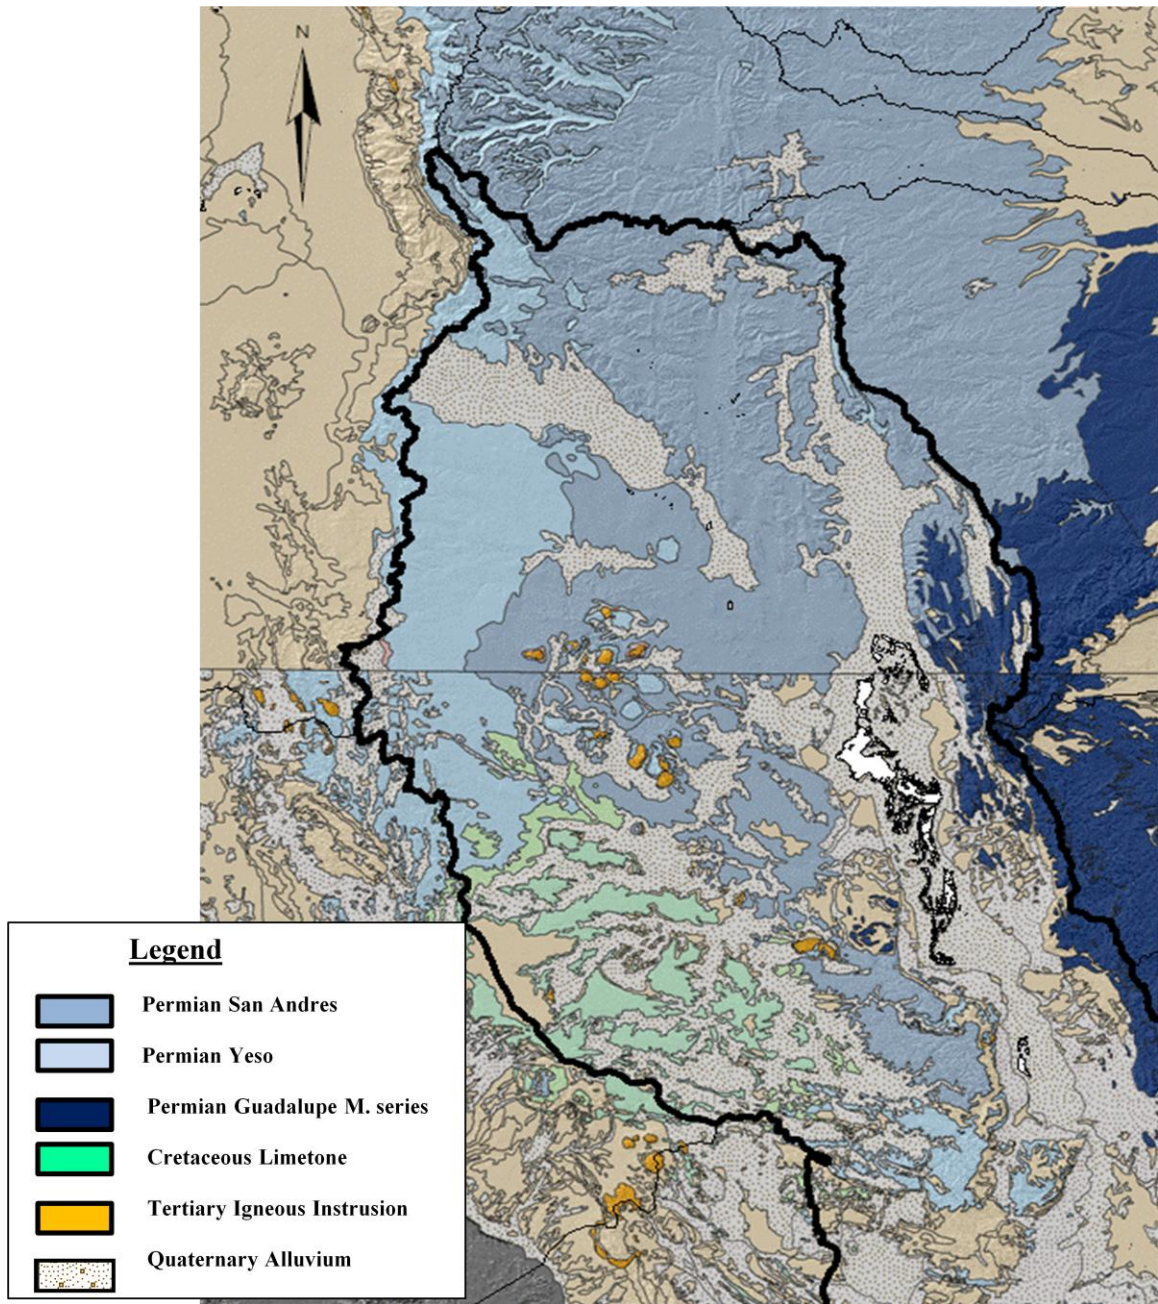 N
Legend
Permian San Andres
Permian Yeso
Permian Guadalupe M. series
Cretaceous Limetone
Tertiary Igneous Instrusion
Quaternary Alluvium